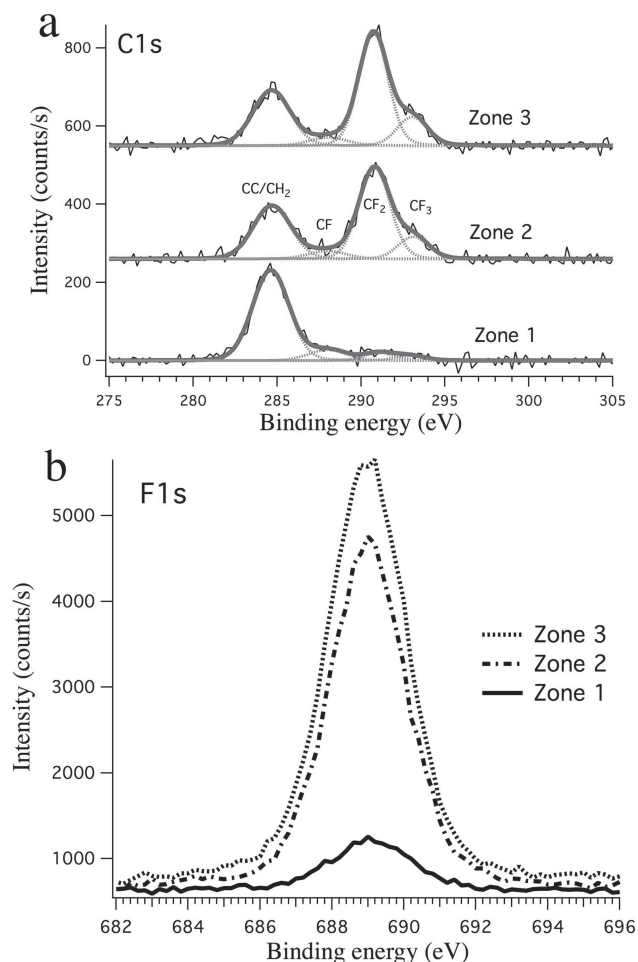 a
C1s
800
600
400
200
0
Intensity (counts/s)
Zone 3
CC/CH2
CF
CF2
CF3
Zone 2
Zone 1
275 280 285 290 295 300 305
Binding energy (eV)
b
F1s
5000
4000
3000
2000
1000
Intensity (counts/s)
Zone 3
Zone 2
Zone 1
682 684 686 688 690 692 694 696
Binding energy (eV)